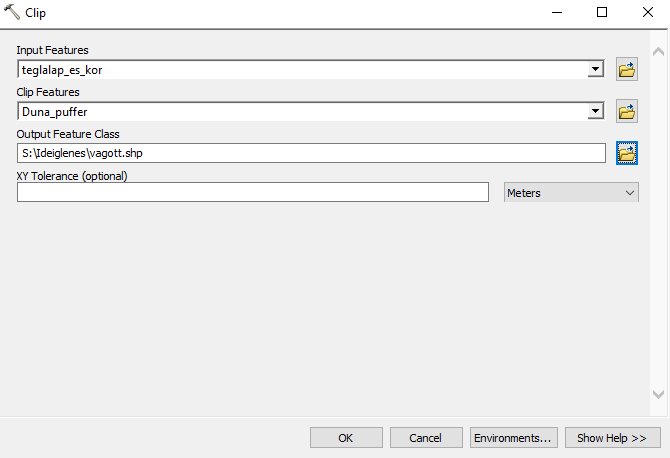 Clip
Input Features
teglalap_es_kor
Clip Features
Duna_puffer
Output Feature Class
S:\Ideiglenes\vagott.shp
XY Tolerance (optional)
Meters
OK Cancel Environments... Show Help >>